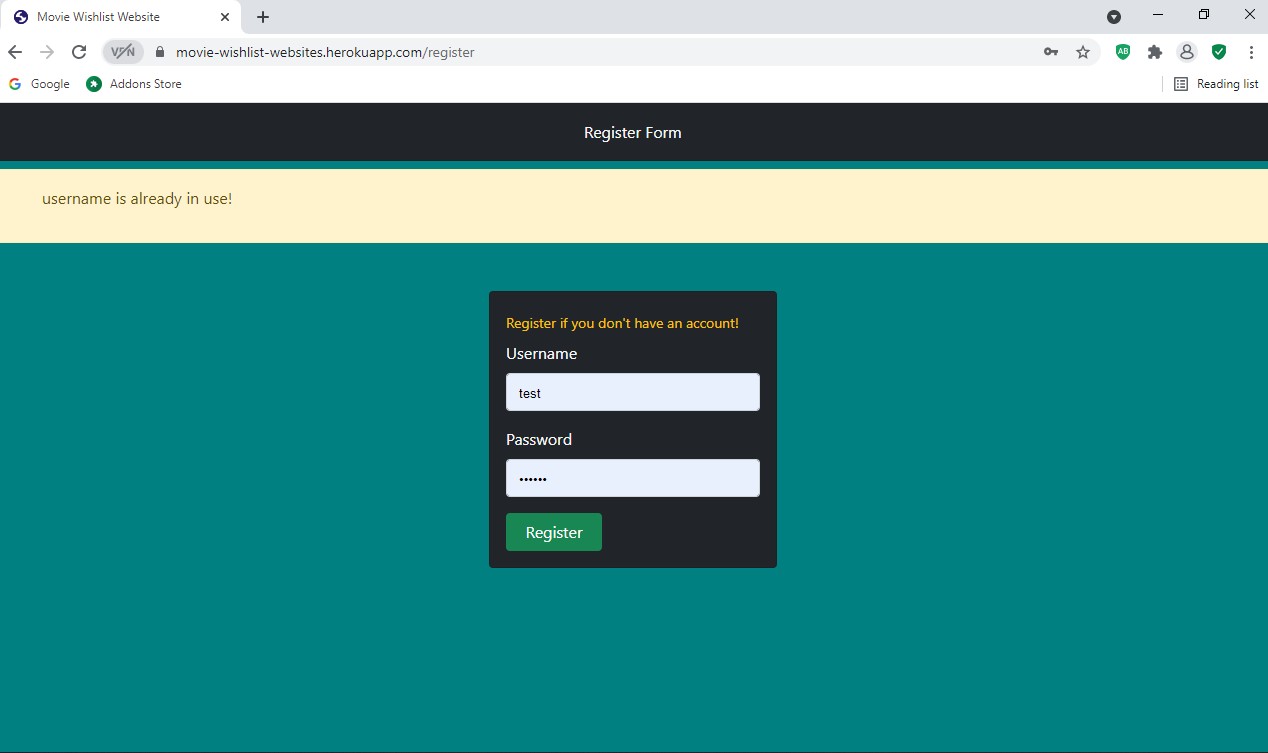 Movie Wishlist Website
VPN
movie-wishlist-websites.herokuapp.com/register
AB
Google
Addons Store
Reading list
Register Form
username is already in use!
Register if you don't have an account!
Username
test
Password
••••••
Register